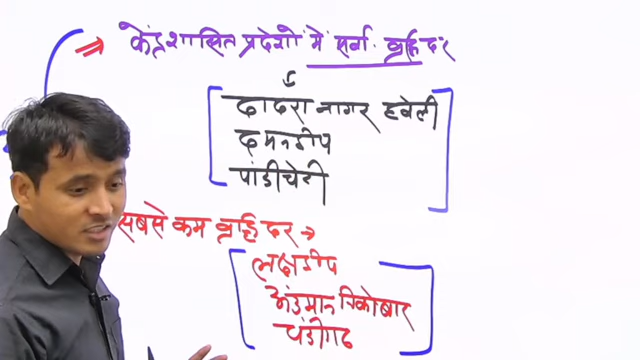 ⇒ केंद्रशासित प्रदेशो में सर्वा. वृद्धि दर
दादरा नागर हवेली
दमनदीप
पांडीचेरी
सबसे कम वृद्धि दर →
लक्षदीप
अंडमान निकोबार
चंडीगढ